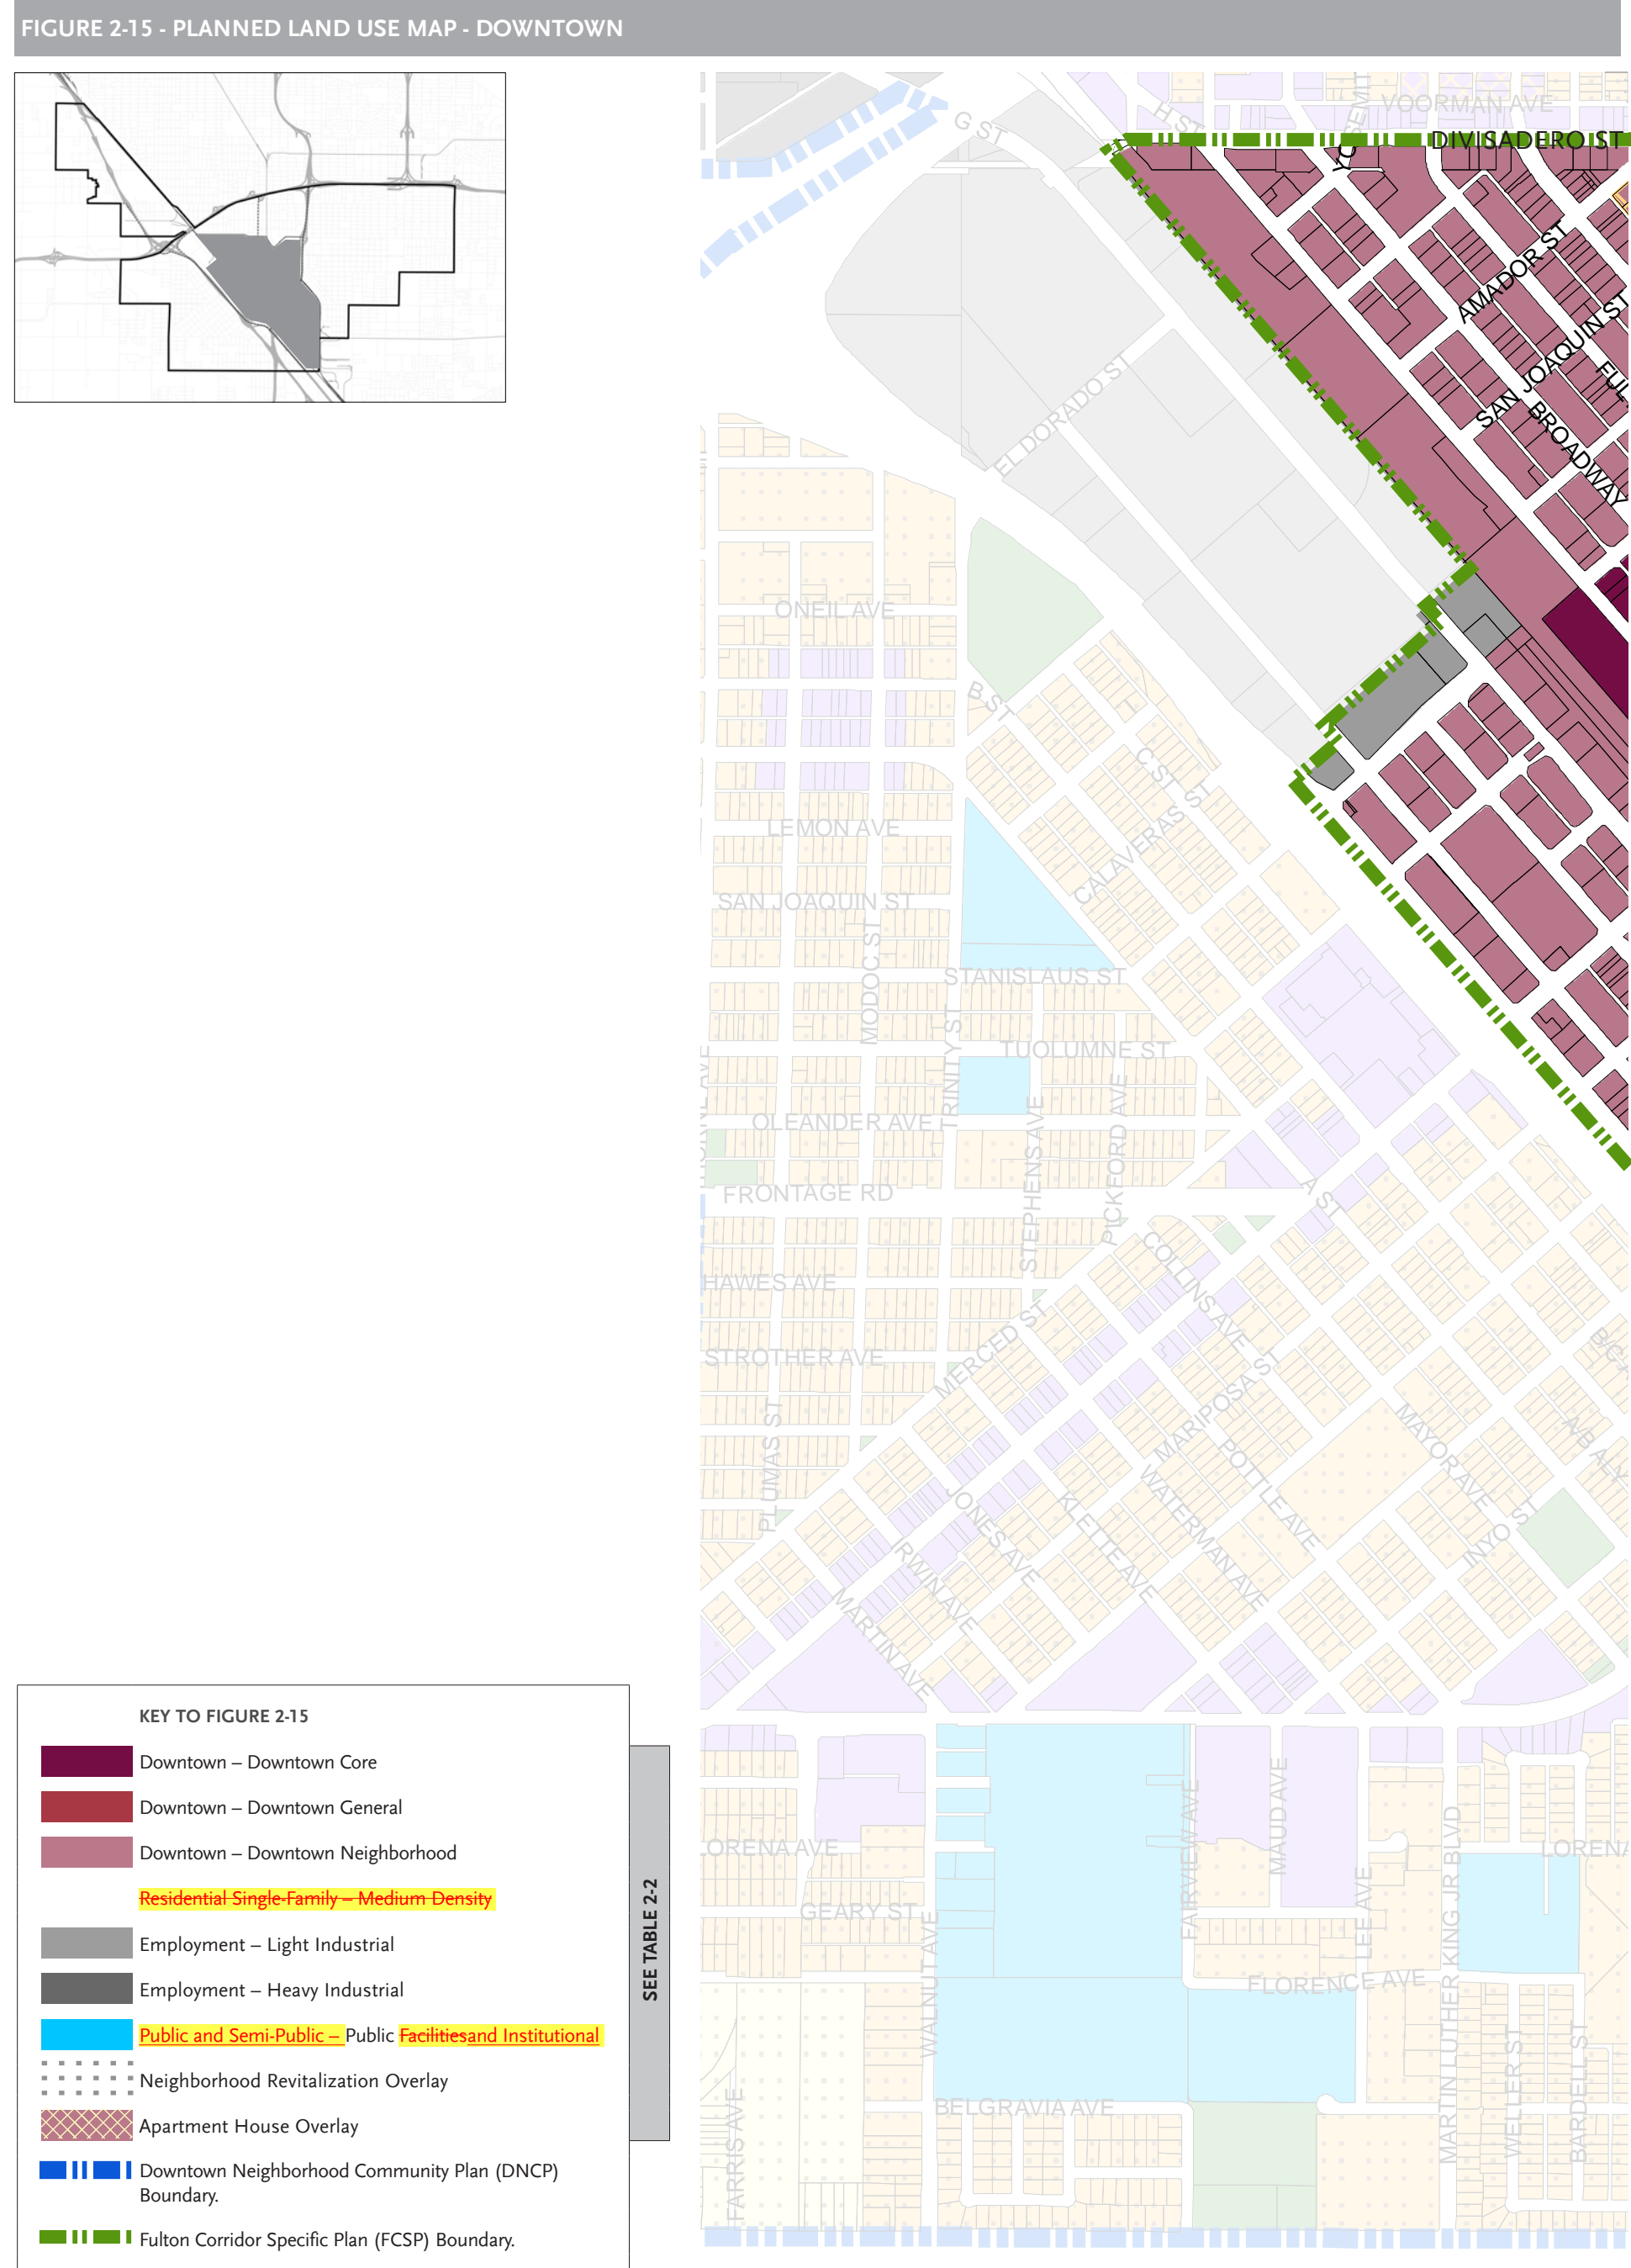 FIGURE 2-15 - PLANNED LAND USE MAP - DOWNTOWN
VOORMAN AVE
G ST
H ST
DIVISADERO ST
AMADOR ST
SAN JOAQUIN ST
BROADWAY
EL DORADO ST
ONEIL AVE
B ST
C ST
ST
CALAVERAS
LEMON AVE
SAN JOAQUIN ST
MODOC ST
STANISLAUS ST
TRINITY ST
TUOLUMNE ST
OLEANDER AVE
STEPHENS AVE
PICKFORD AVE
FRONTAGE RD
A ST
COLLINS AVE
HAWES AVE
MERCED ST
STROTHER AVE
MARIPOSA ST
PLUMAS ST
MAYOR AVE
POTTLE AVE
WATERMAN AVE
KLETTE AVE
JONES AVE
INYO ST
IRWIN AVE
MARTIN AVE
LORENA AVE
FAIRVIEW AVE
MAUD AVE
LEE AVE
MARTIN LUTHER KING JR BLVD
LORENA
GEARY ST
WALNUT AVE
FLORENCE AVE
WELLER ST
BARDELL ST
BELGRAVIA AVE
FARRIS AVE
KEY TO FIGURE 2-15
Downtown – Downtown Core
Downtown – Downtown General
Downtown – Downtown Neighborhood
Residential Single-Family – Medium Density
Employment – Light Industrial
Employment – Heavy Industrial
Public and Semi-Public – Public Facilitiesand Institutional
Neighborhood Revitalization Overlay
Apartment House Overlay
Downtown Neighborhood Community Plan (DNCP)
Boundary.
Fulton Corridor Specific Plan (FCSP) Boundary.
SEE TABLE 2-2